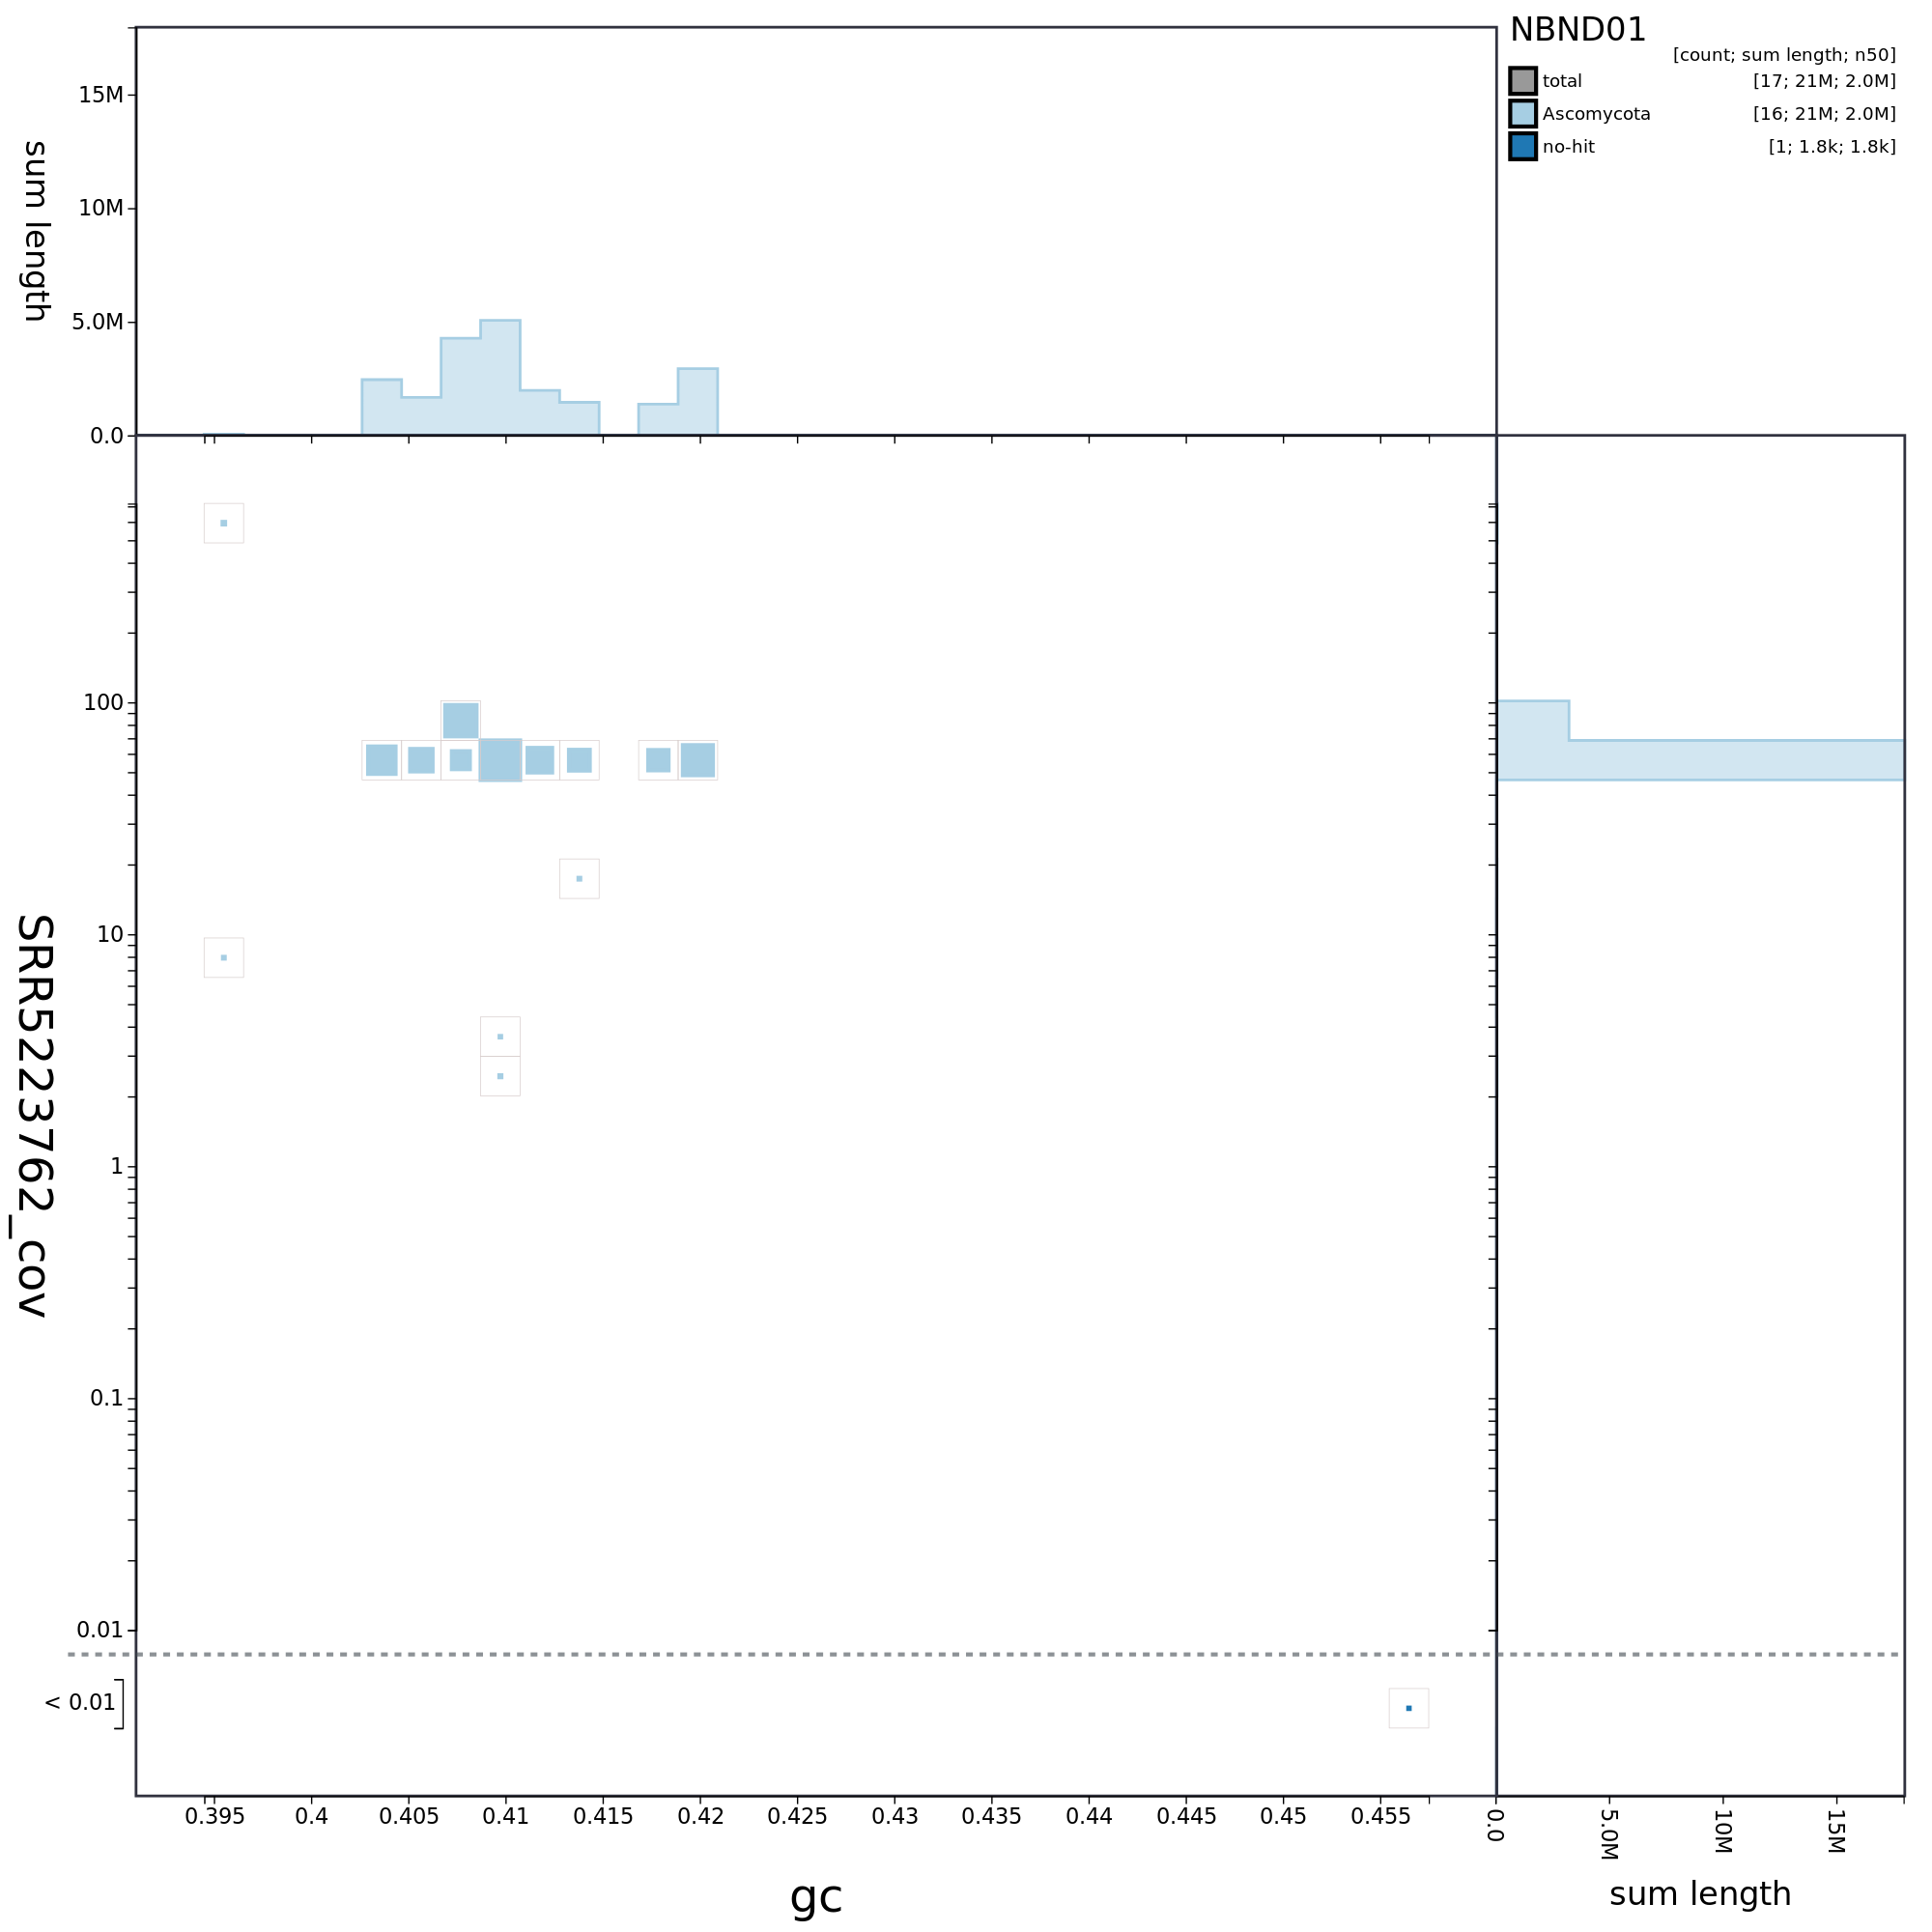 NBND01
[count; sum length; n50]
total [17; 21M; 2.0M]
Ascomycota [16; 21M; 2.0M]
no-hit [1; 1.8k; 1.8k]
sum length
15M
10M
5.0M
0.0
SRR5223762_cov
100
10
1
0.1
0.01
< 0.01
0.395 0.4 0.405 0.41 0.415 0.42 0.425 0.43 0.435 0.44 0.445 0.45 0.455
gc
0.0 5.0M 10M 15M
sum length